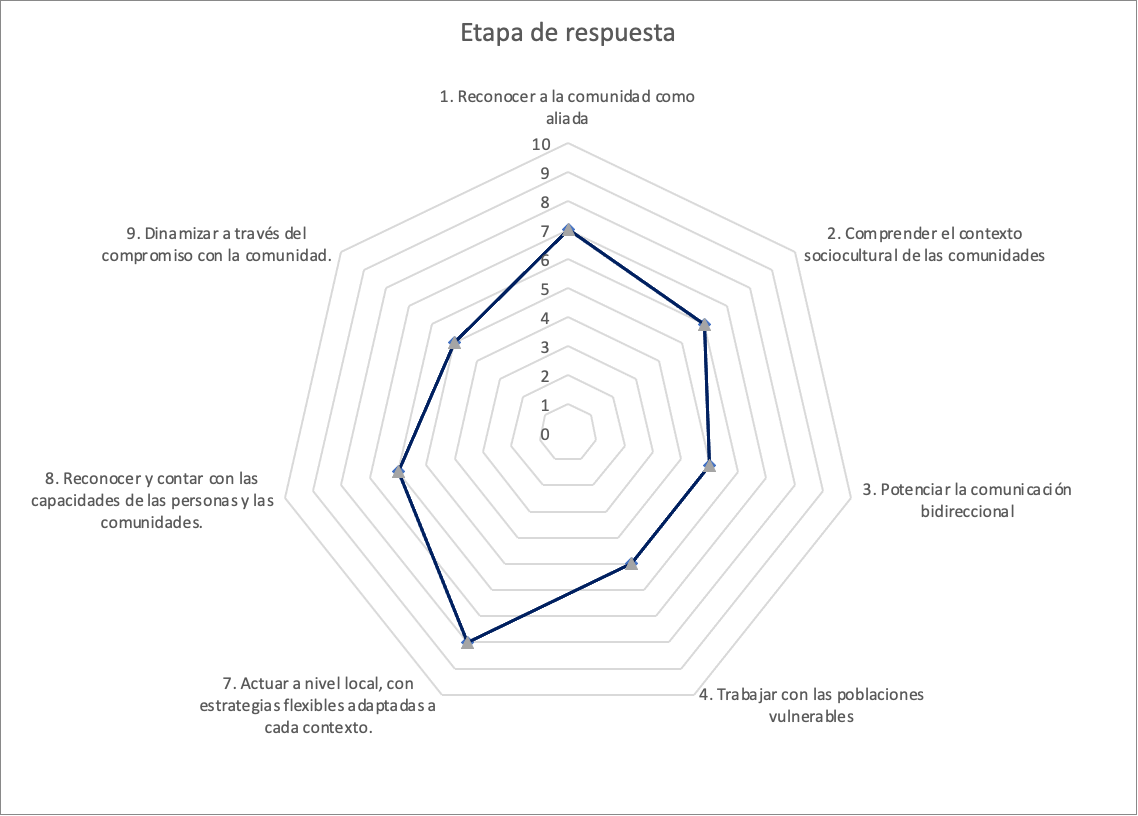 Etapa de respuesta
1. Reconocer a la comunidad como
aliada
10
9
8
7
6
5
4
3
2
1
0
2. Comprender el contexto
sociocultural de las comunidades
3. Potenciar la comunicación
bidireccional
4. Trabajar con las poblaciones
vulnerables
7. Actuar a nivel local, con
estrategias flexibles adaptadas a
cada contexto.
8. Reconocer y contar con las
capacidades de las personas y las
comunidades.
9. Dinamizar a través del
compromiso con la comunidad.